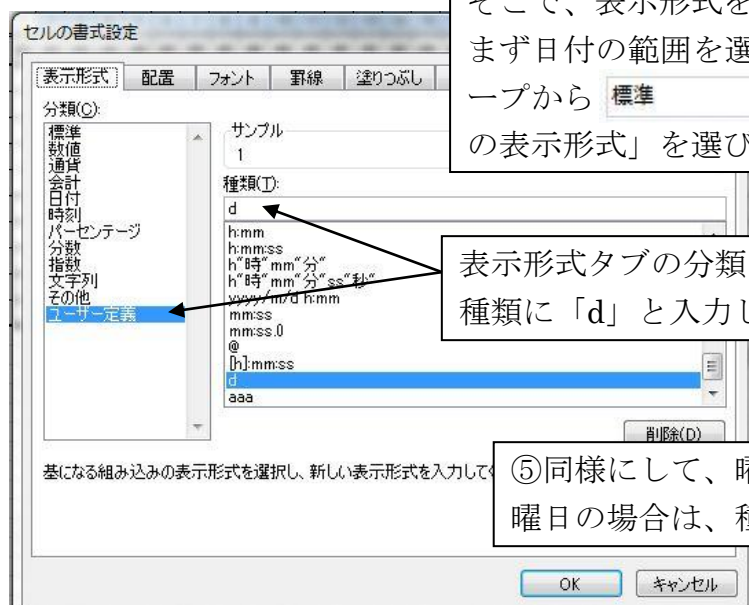 そこで、表示形式を
まず日付の範囲を選
ープから 標準
の表示形式」を選び
セルの書式設定
表示形式 配置 フォント 罫線 塗りつぶし
分類(C):
標準
数値
通貨
会計
日付
時刻
パーセンテージ
分数
指数
文字列
その他
ユーザー定義
サンプル
1
種類(T):
d
h:mm
h:mm:ss
h"時"mm"分"
h"時"mm"分"ss"秒"
yyyy/m/d h:mm
mm:ss
mm:ss.0
@
[h]:mm:ss
d
aaa
表示形式タブの分類
種類に「d」と入力し
削除(D)
基になる組み込みの表示形式を選択し、新しい表示形式を入力して
⑤同様にして、曜
曜日の場合は、種
OK キャンセル